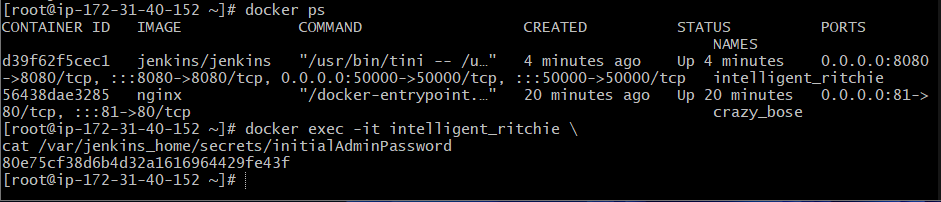 [root@ip-172-31-40-152 ~]# docker ps
CONTAINER ID   IMAGE             COMMAND                  CREATED          STATUS          PORTS
                                                                                           NAMES
d39f62f5cec1   jenkins/jenkins   "/usr/bin/tini -- /u…"   4 minutes ago    Up 4 minutes    0.0.0.0:8080
->8080/tcp, :::8080->8080/tcp, 0.0.0.0:50000->50000/tcp, :::50000->50000/tcp   intelligent_ritchie
56438dae3285   nginx             "/docker-entrypoint.…"   20 minutes ago   Up 20 minutes   0.0.0.0:81->
80/tcp, :::81->80/tcp                                                                      crazy_bose
[root@ip-172-31-40-152 ~]# docker exec -it intelligent_ritchie \
cat /var/jenkins_home/secrets/initialAdminPassword
80e75cf38d6b4d32a1616964429fe43f
[root@ip-172-31-40-152 ~]#